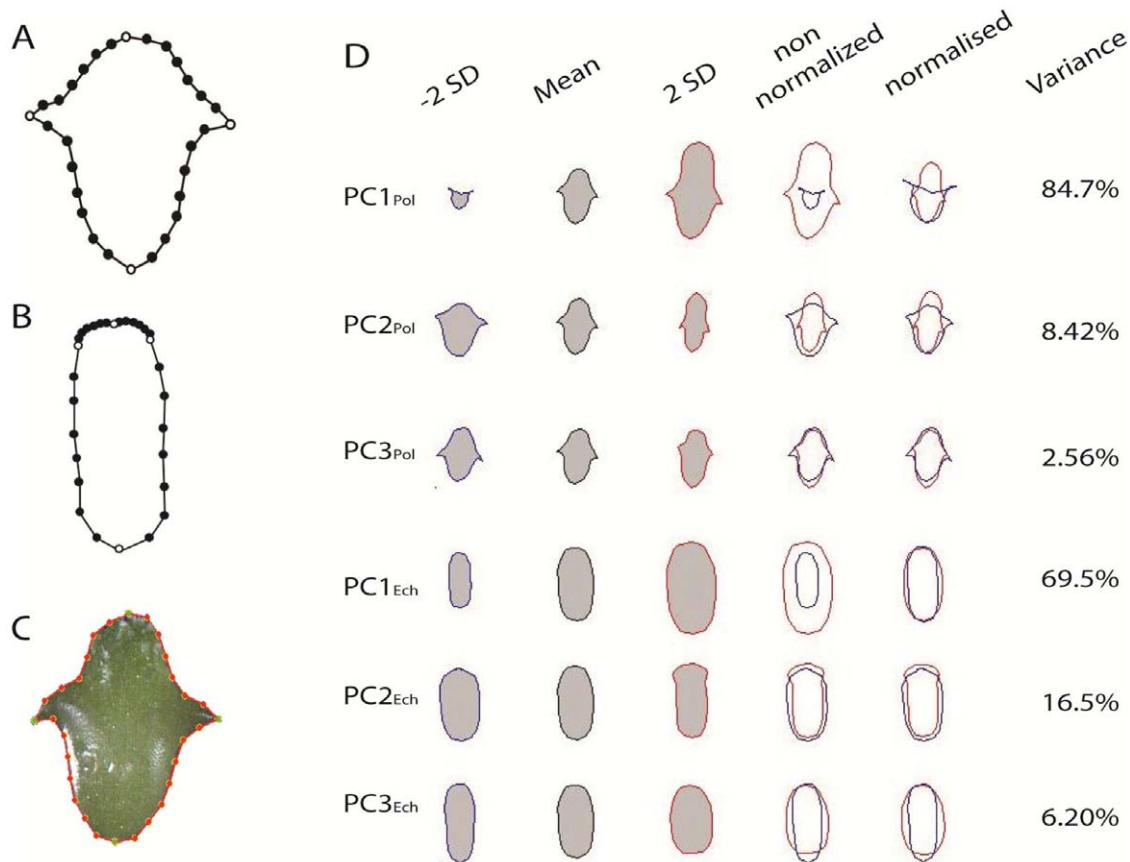 A
B
C
D
-2 SD
Mean
2 SD
non
normalized
normalised
Variance
PC1Pol
84.7%
PC2Pol
8.42%
PC3Pol
2.56%
PC1Ech
69.5%
PC2Ech
16.5%
PC3Ech
6.20%